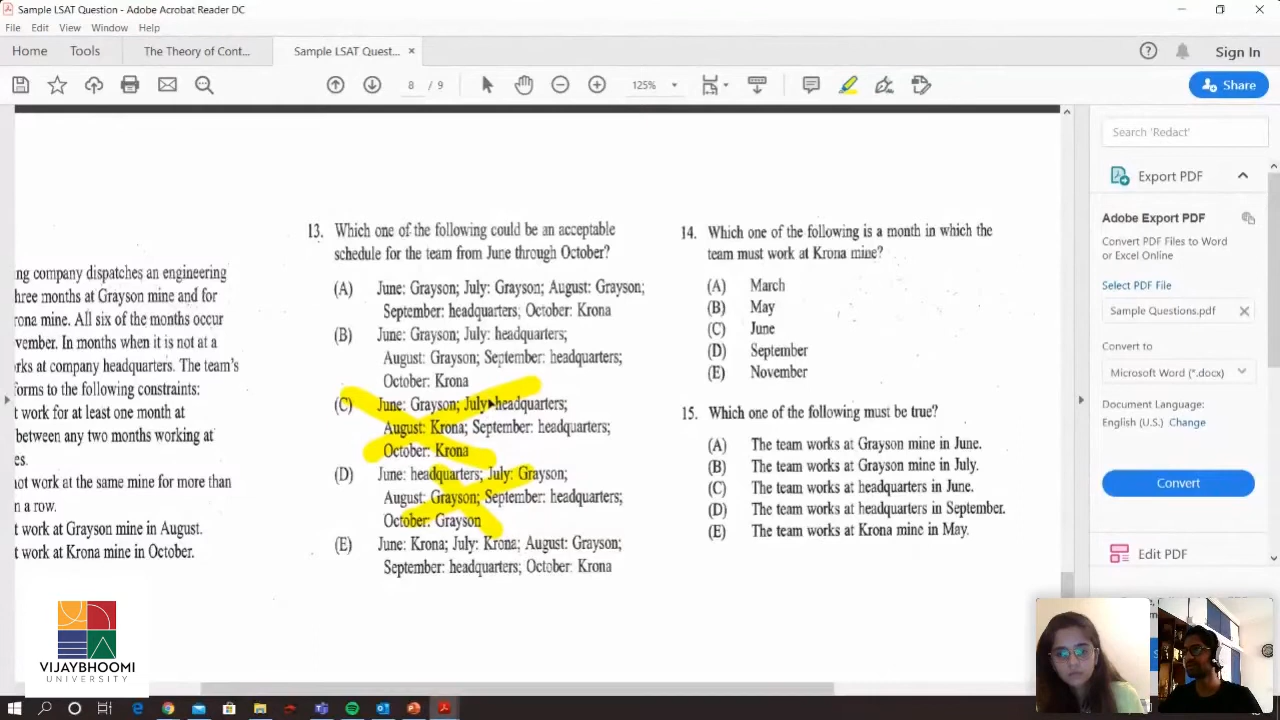 Sample LSAT Question - Adobe Acrobat Reader DC
File Edit View Window Help
Home Tools The Theory of Cont... Sample LSAT Quest... × Sign In
8 / 9 125% Share
Search 'Redact'
Export PDF
Adobe Export PDF
Convert PDF Files to Word
or Excel Online
Select PDF File
Sample Questions.pdf
Convert to
Microsoft Word (*.docx)
Document Language:
English (U.S.) Change
Convert
Edit PDF
ng company dispatches an engineering
hree months at Grayson mine and for
rona mine. All six of the months occur
vember. In months when it is not at a
rks at company headquarters. The team's
forms to the following constraints:
t work for at least one month at
between any two months working at
es.
not work at the same mine for more than
n a row.
t work at Grayson mine in August.
t work at Krona mine in October.
13. Which one of the following could be an acceptable
schedule for the team from June through October?
(A) June: Grayson; July: Grayson; August: Grayson;
September: headquarters; October: Krona
(B) June: Grayson; July: headquarters;
August: Grayson; September: headquarters;
October: Krona
(C) June: Grayson; July: headquarters;
August: Krona; September: headquarters;
October: Krona
(D) June: headquarters; July: Grayson;
August: Grayson; September: headquarters;
October: Grayson
(E) June: Krona; July: Krona; August: Grayson;
September: headquarters; October: Krona
14. Which one of the following is a month in which the
team must work at Krona mine?
(A) March
(B) May
(C) June
(D) September
(E) November
15. Which one of the following must be true?
(A) The team works at Grayson mine in June.
(B) The team works at Grayson mine in July.
(C) The team works at headquarters in June.
(D) The team works at headquarters in September.
(E) The team works at Krona mine in May.
VIJAYBHOOMI
UNIVERSITY